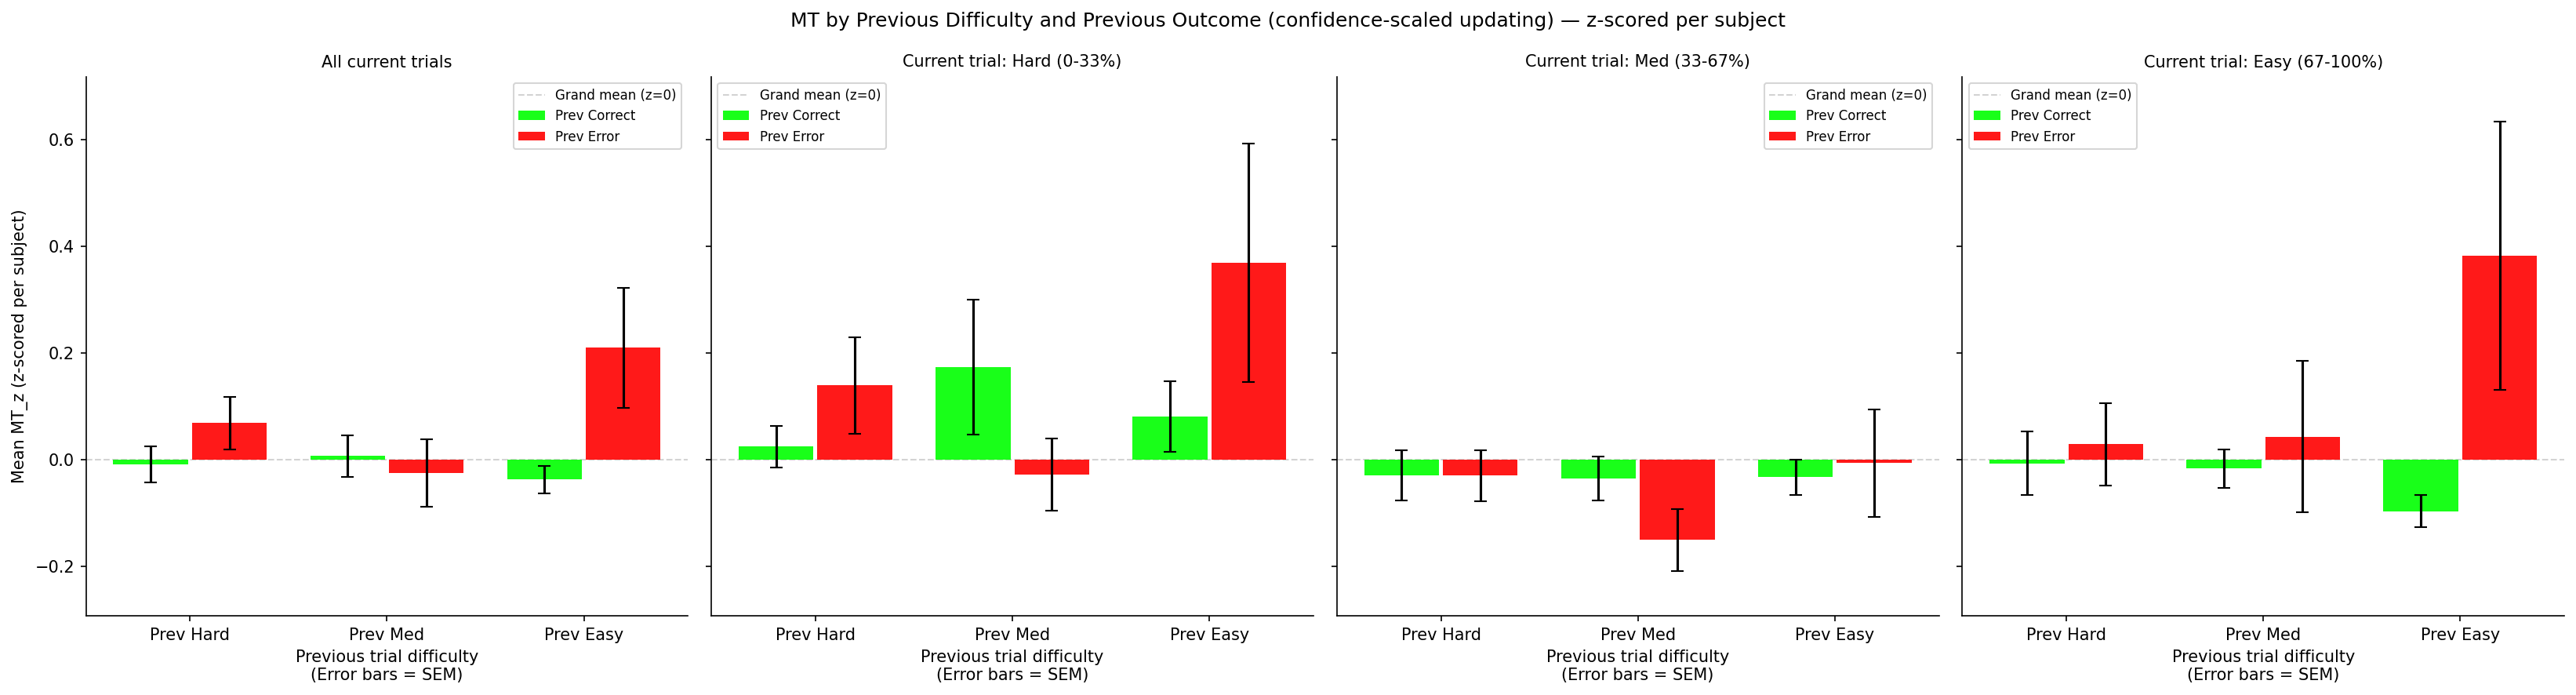 MT by Previous Difficulty and Previous Outcome (confidence-scaled updating) — z-scored per subject
All current trials
Mean MT_z (z-scored per subject)
0.6
0.4
0.2
0.0
−0.2
Grand mean (z=0)
Prev Correct
Prev Error
Prev Hard
Prev Med
Prev Easy
Previous trial difficulty
(Error bars = SEM)
Current trial: Hard (0-33%)
Grand mean (z=0)
Prev Correct
Prev Error
Prev Hard
Prev Med
Prev Easy
Previous trial difficulty
(Error bars = SEM)
Current trial: Med (33-67%)
Grand mean (z=0)
Prev Correct
Prev Error
Prev Hard
Prev Med
Prev Easy
Previous trial difficulty
(Error bars = SEM)
Current trial: Easy (67-100%)
Grand mean (z=0)
Prev Correct
Prev Error
Prev Hard
Prev Med
Prev Easy
Previous trial difficulty
(Error bars = SEM)